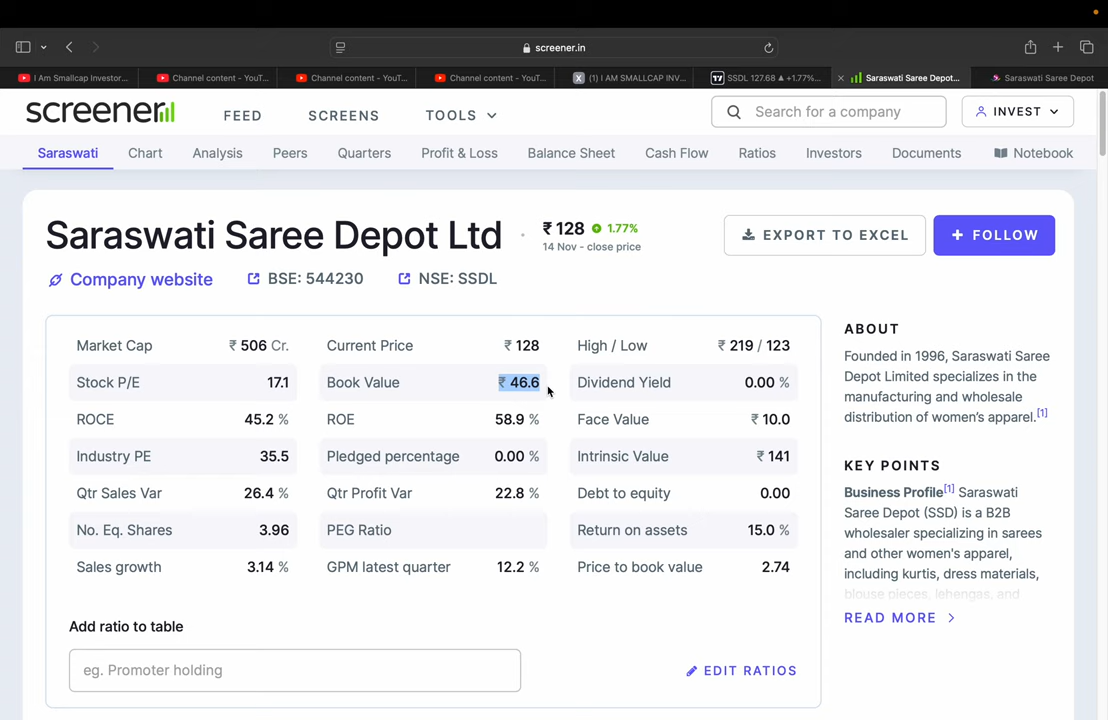 screener.in
I Am Smallcap Investor...
Channel content - YouT...
Channel content - YouT...
Channel content - YouT...
X (1) I AM SMALLCAP INV...
SSDL 127.68 ▲ +1.77%...
Saraswati Saree Depot...
Saraswati Saree Depot
screener
FEED
SCREENS
TOOLS
Search for a company
INVEST
Saraswati
Chart
Analysis
Peers
Quarters
Profit & Loss
Balance Sheet
Cash Flow
Ratios
Investors
Documents
Notebook
Saraswati Saree Depot Ltd
₹ 128 1.77%
14 Nov - close price
EXPORT TO EXCEL
+ FOLLOW
Company website
BSE: 544230
NSE: SSDL
Market Cap ₹ 506 Cr.
Current Price ₹ 128
High / Low ₹ 219 / 123
Stock P/E 17.1
Book Value ₹ 46.6
Dividend Yield 0.00 %
ROCE 45.2 %
ROE 58.9 %
Face Value ₹ 10.0
Industry PE 35.5
Pledged percentage 0.00 %
Intrinsic Value ₹ 141
Qtr Sales Var 26.4 %
Qtr Profit Var 22.8 %
Debt to equity 0.00
No. Eq. Shares 3.96
PEG Ratio
Return on assets 15.0 %
Sales growth 3.14 %
GPM latest quarter 12.2 %
Price to book value 2.74
Add ratio to table
eg. Promoter holding
EDIT RATIOS
ABOUT
Founded in 1996, Saraswati Saree
Depot Limited specializes in the
manufacturing and wholesale
distribution of women's apparel.[1]
KEY POINTS
Business Profile[1] Saraswati
Saree Depot (SSD) is a B2B
wholesaler specializing in sarees
and other women's apparel,
including kurtis, dress materials,
blouse pieces, lehengas, and
READ MORE